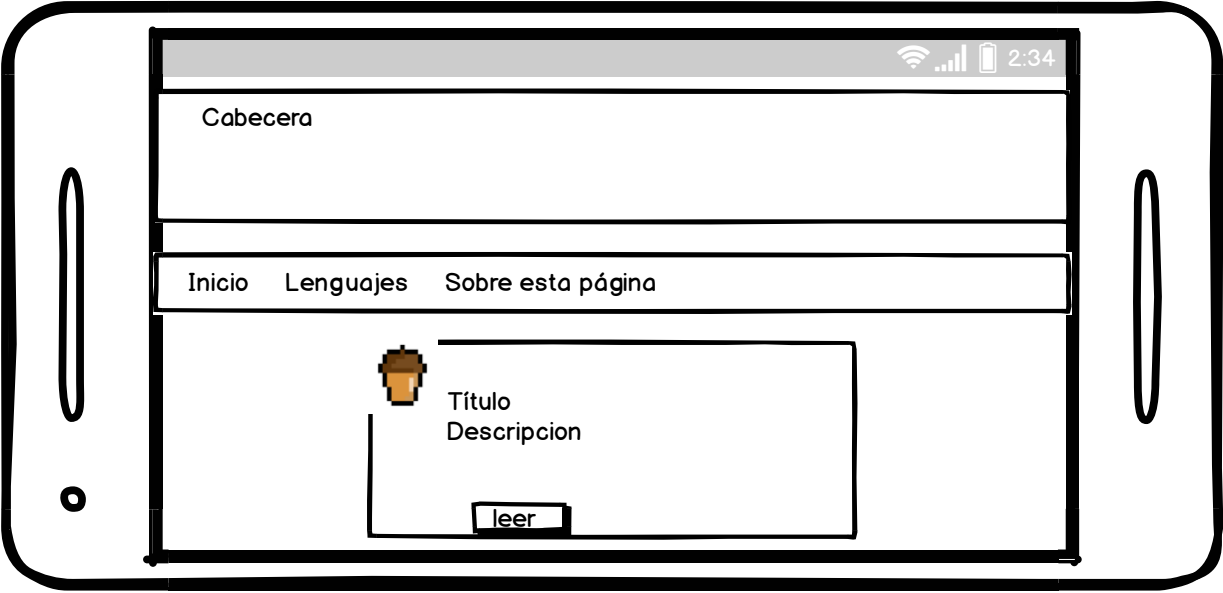 2:34
Cabecera
Inicio Lenguajes Sobre esta página
Título
Descripcion
leer